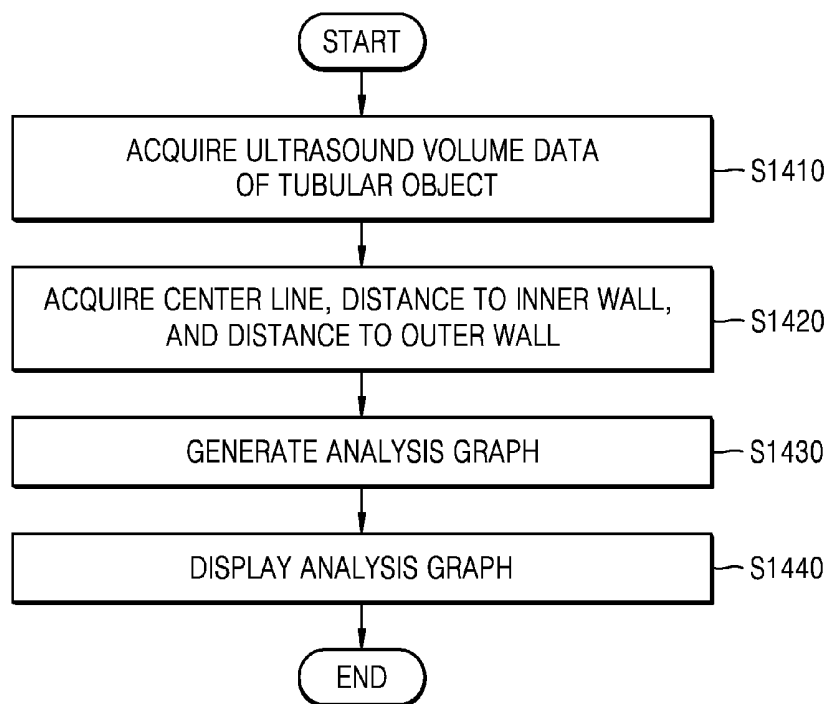 START
ACQUIRE ULTRASOUND VOLUME DATA
OF TUBULAR OBJECT
S1410
ACQUIRE CENTER LINE, DISTANCE TO INNER WALL,
AND DISTANCE TO OUTER WALL
S1420
GENERATE ANALYSIS GRAPH
S1430
DISPLAY ANALYSIS GRAPH
S1440
END